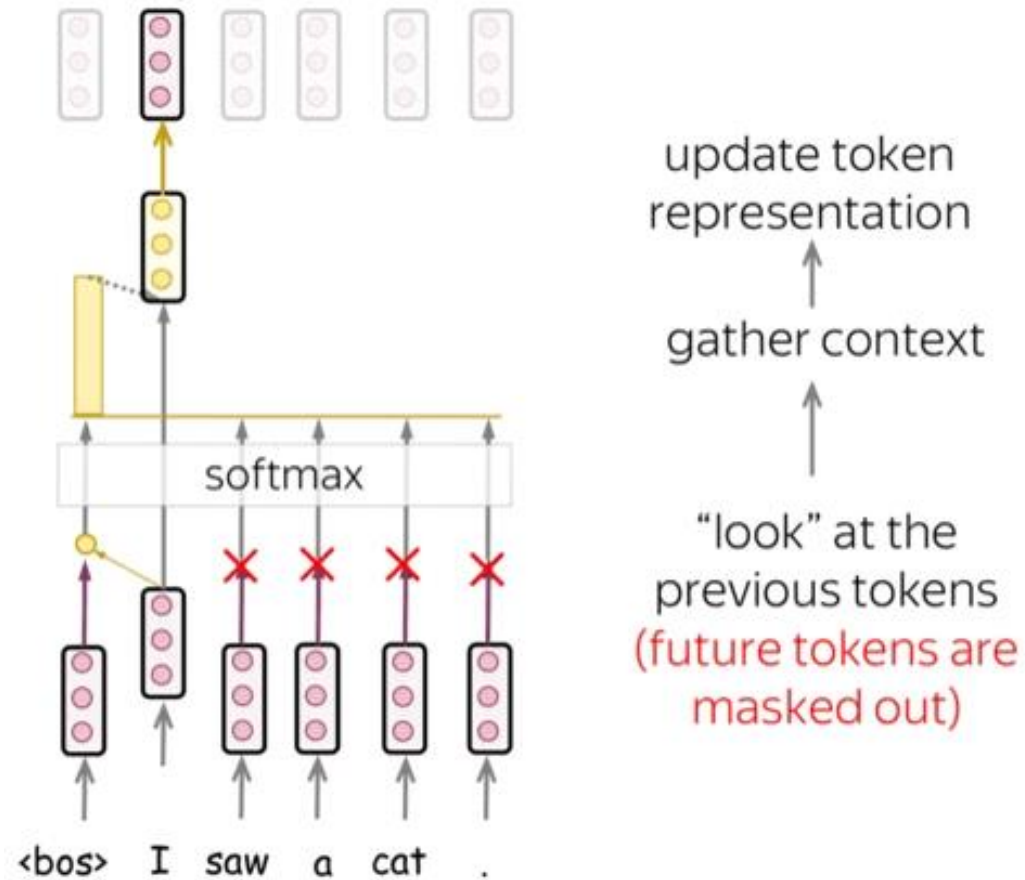 update token
representation
gather context
softmax
“look” at the
previous tokens
(future tokens are
masked out)
<bos> I saw a cat .